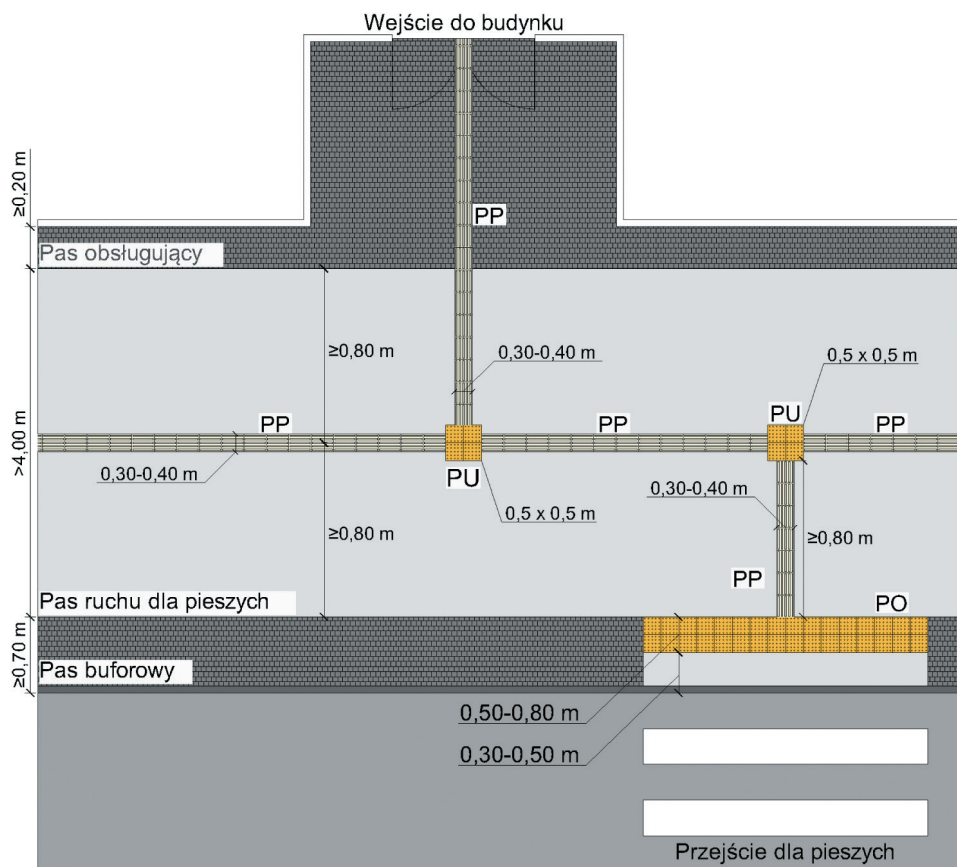 Wejście do budynku
≥0,20 m
PP
Pas obsługujący
≥0,80 m
0,30-0,40 m
0,5 x 0,5 m
PU
PP
PP
PP
>4,00 m
0,30-0,40 m
PU
0,30-0,40 m
0,5 x 0,5 m
≥0,80 m
≥0,80 m
PP
Pas ruchu dla pieszych
PO
≥0,70 m
Pas buforowy
0,50-0,80 m
0,30-0,50 m
Przejście dla pieszych